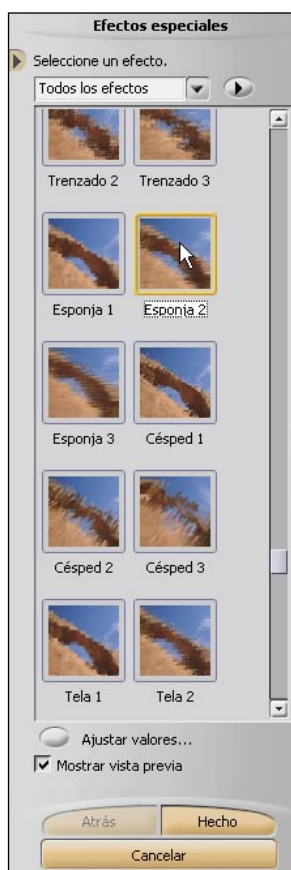 Efectos especiales
Seleccione un efecto.
Todos los efectos
Trenzado 2 Trenzado 3
Esponja 1 Esponja 2
Esponja 3 Césped 1
Césped 2 Césped 3
Tela 1 Tela 2
Ajustar valores...
Mostrar vista previa
Atrás Hecho
Cancelar